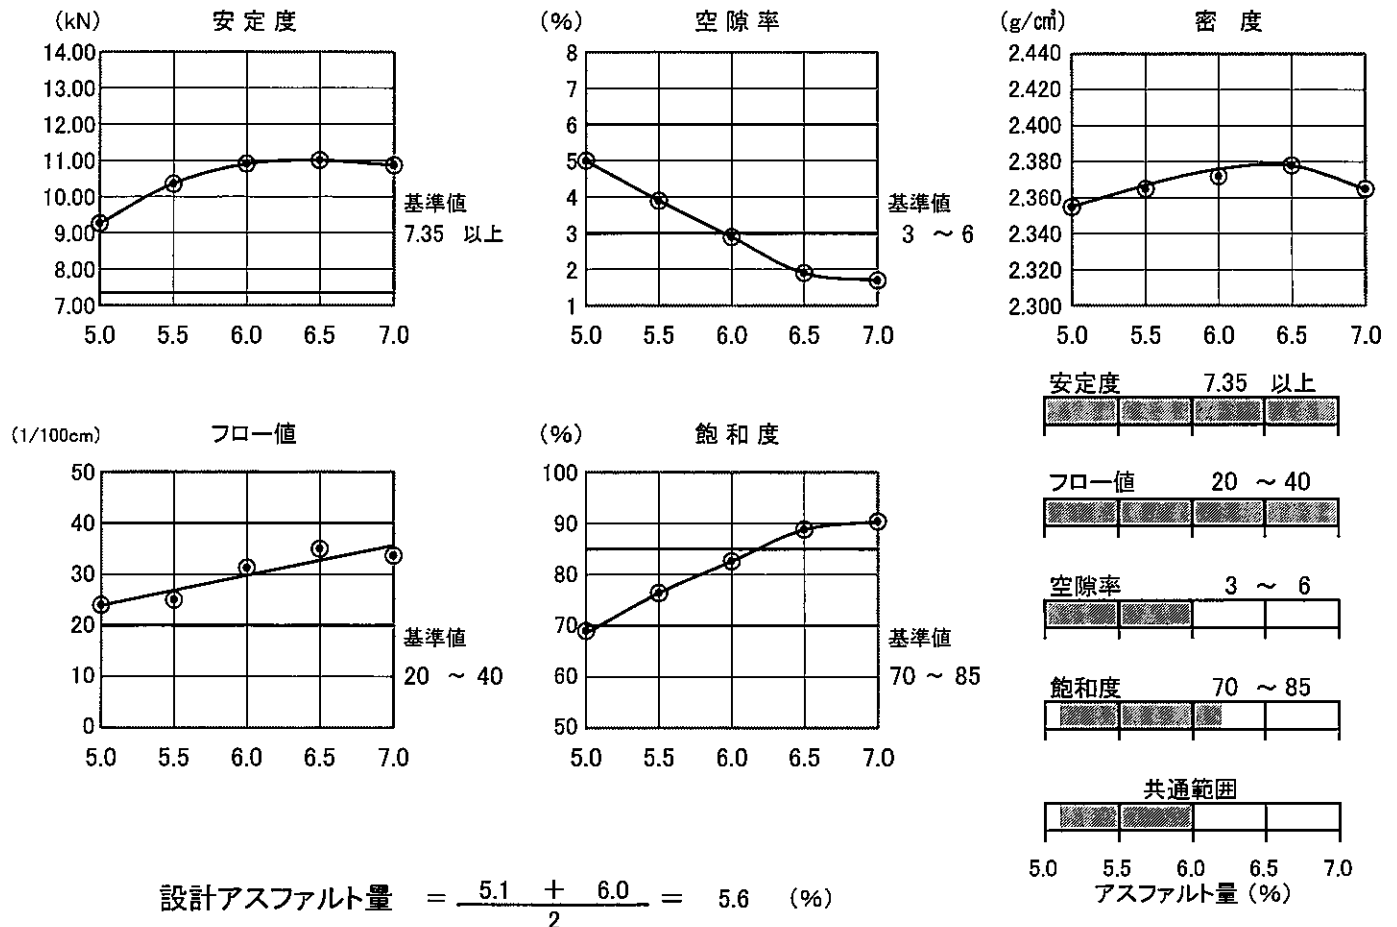 (kN) 安定度
14.00
13.00
12.00
11.00
10.00
9.00
8.00
7.00
5.0 5.5 6.0 6.5 7.0
基準値
7.35 以上
(%) 空隙率
8
7
6
5
4
3
2
1
5.0 5.5 6.0 6.5 7.0
基準値
3 ～ 6
(g/c㎥) 密 度
2.440
2.420
2.400
2.380
2.360
2.340
2.320
2.300
5.0 5.5 6.0 6.5 7.0
(1/100cm) フロー値
50
40
30
20
10
0
5.0 5.5 6.0 6.5 7.0
基準値
20 ～ 40
(%) 飽和度
100
90
80
70
60
50
5.0 5.5 6.0 6.5 7.0
基準値
70 ～ 85
安定度 7.35 以上
フロー値 20 ～ 40
空隙率 3 ～ 6
飽和度 70 ～ 85
共通範囲
5.0 5.5 6.0 6.5 7.0
アスファルト量 (%)
設計アスファルト量 = 5.1 + 6.0 = 5.6 (%)
2